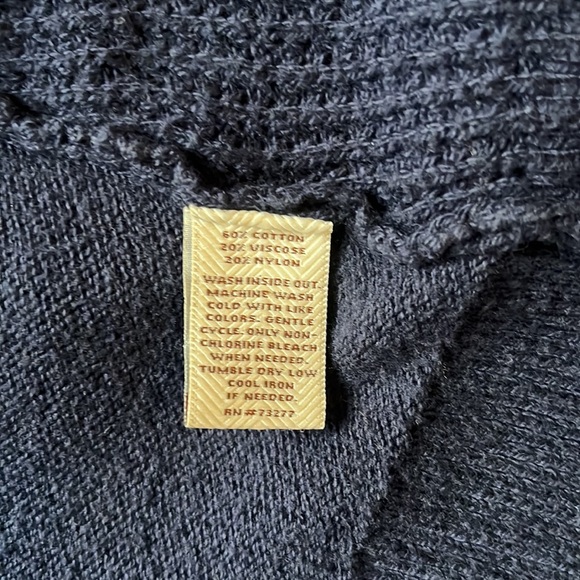 60% COTTON
20% VISCOSE
20% NYLON
WASH INSIDE OUT.
MACHINE WASH
COLD WITH LIKE
COLORS. GENTLE
CYCLE. ONLY NON-
CHLORINE BLEACH
WHEN NEEDED.
TUMBLE DRY LOW
COOL IRON
IF NEEDED.
RN #73277